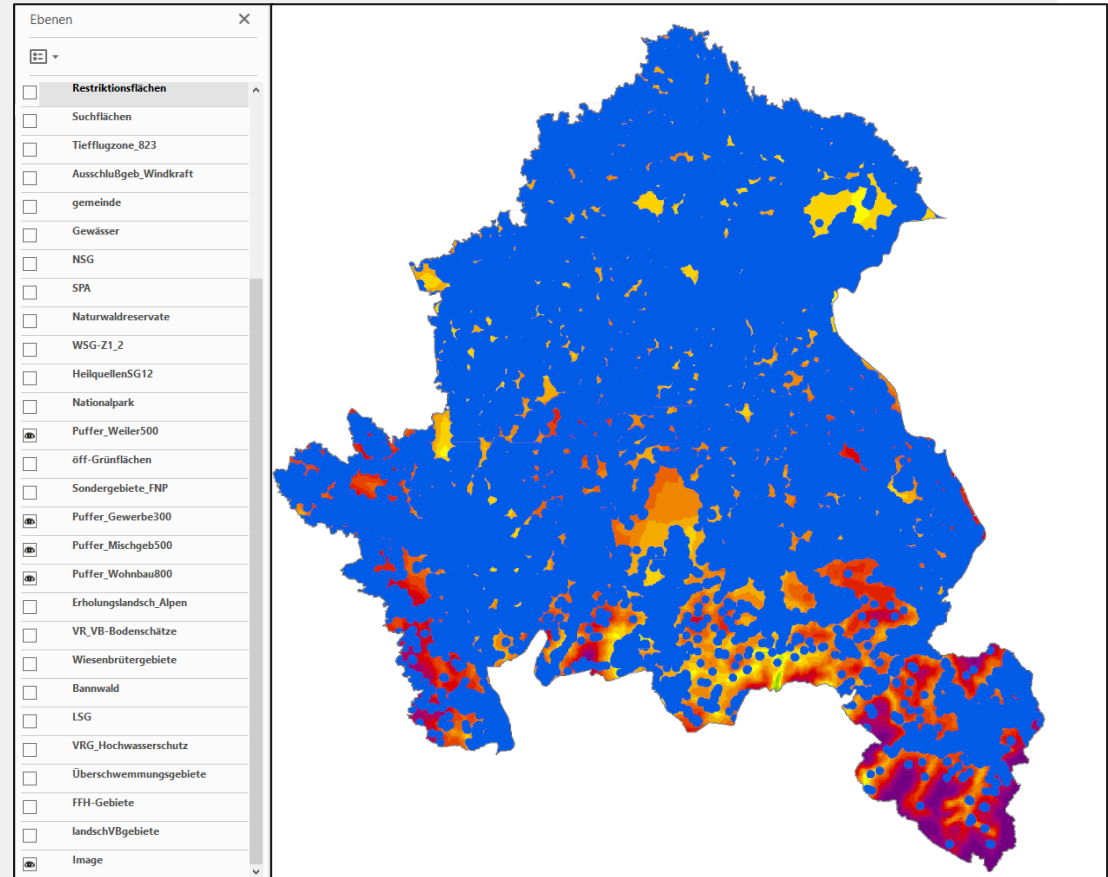 Ebenen
Restriktionsflächen
Suchflächen
Tiefflugzone_823
Ausschlußgeb_Windkraft
gemeinde
Gewässer
NSG
SPA
Naturwaldreservate
WSG-Z1_2
HeilquellenSG12
Nationalpark
Puffer_Weiler500
öff-Grünflächen
Sondergebiete_FNP
Puffer_Gewerbe300
Puffer_Mischgeb500
Puffer_Wohnbau800
Erholungslandsch_Alpen
VR_VB-Bodenschätze
Wiesenbrütergebiete
Bannwald
LSG
VRG_Hochwasserschutz
Überschwemmungsgebiete
FFH-Gebiete
landschVBgebiete
Image